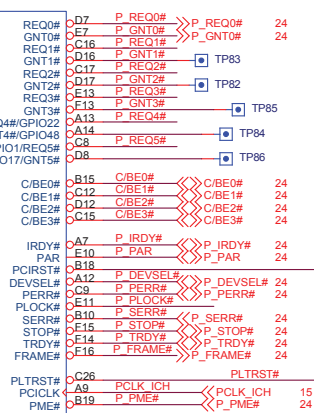 REQ0# D7 P_REQ0# P_REQ0# 24
GNT0# E7 P_GNT0# P_GNT0# 24
REQ1# C16 P_REQ1#
GNT1# D16 P_GNT1# TP83
REQ2# C17 P_REQ2#
GNT2# D17 P_GNT2# TP82
REQ3# E13 P_REQ3#
GNT3# F13 P_GNT3# TP85
Q4#/GPIO22 A13 P_REQ4#
T4#/GPIO48 A14 TP84
PIO1/REQ5# C8 P_REQ5#
IO17/GNT5# D8 TP86
C/BE0# B15 C/BE0# C/BE0# 24
C/BE1# C12 C/BE1# C/BE1# 24
C/BE2# D12 C/BE2# C/BE2# 24
C/BE3# C15 C/BE3# C/BE3# 24
IRDY# A7 P_IRDY# P_IRDY# 24
PAR E10 P_PAR P_PAR 24
PCIRST# B18
DEVSEL# A12 P_DEVSEL# P_DEVSEL# 24
PERR# C9 P_PERR# P_PERR# 24
PLOCK# E11 P_PLOCK#
SERR# B10 P_SERR# P_SERR# 24
STOP# F15 P_STOP# P_STOP# 24
TRDY# F14 P_TRDY# P_TRDY# 24
FRAME# F16 P_FRAME# P_FRAME# 24
PLTRST# C26 PLTRST#
PCICLK A9 PCLK_ICH PCLK_ICH 15
PME# B19 P_PME# P_PME# 24